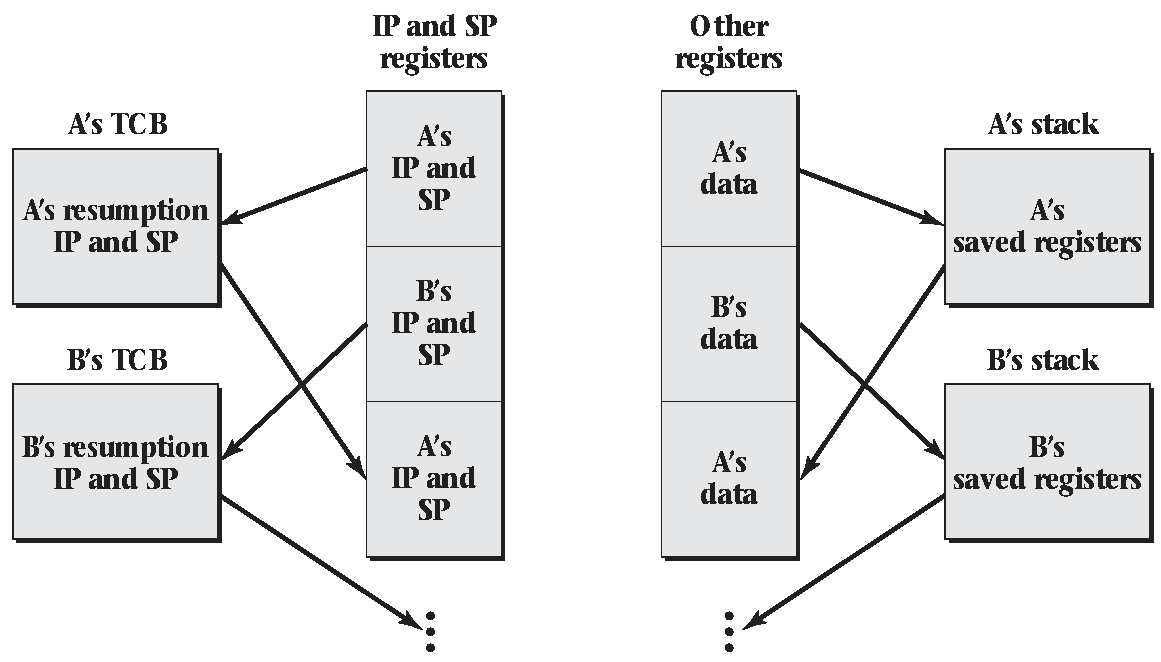 IP and SP
registers
Other
registers
A's TCB
A's resumption
IP and SP
B's TCB
B's resumption
IP and SP
A's
IP and
SP
B's
IP and
SP
A's
IP and
SP
A's
data
B's
data
A's
data
A's stack
A's
saved registers
B's stack
B's
saved registers